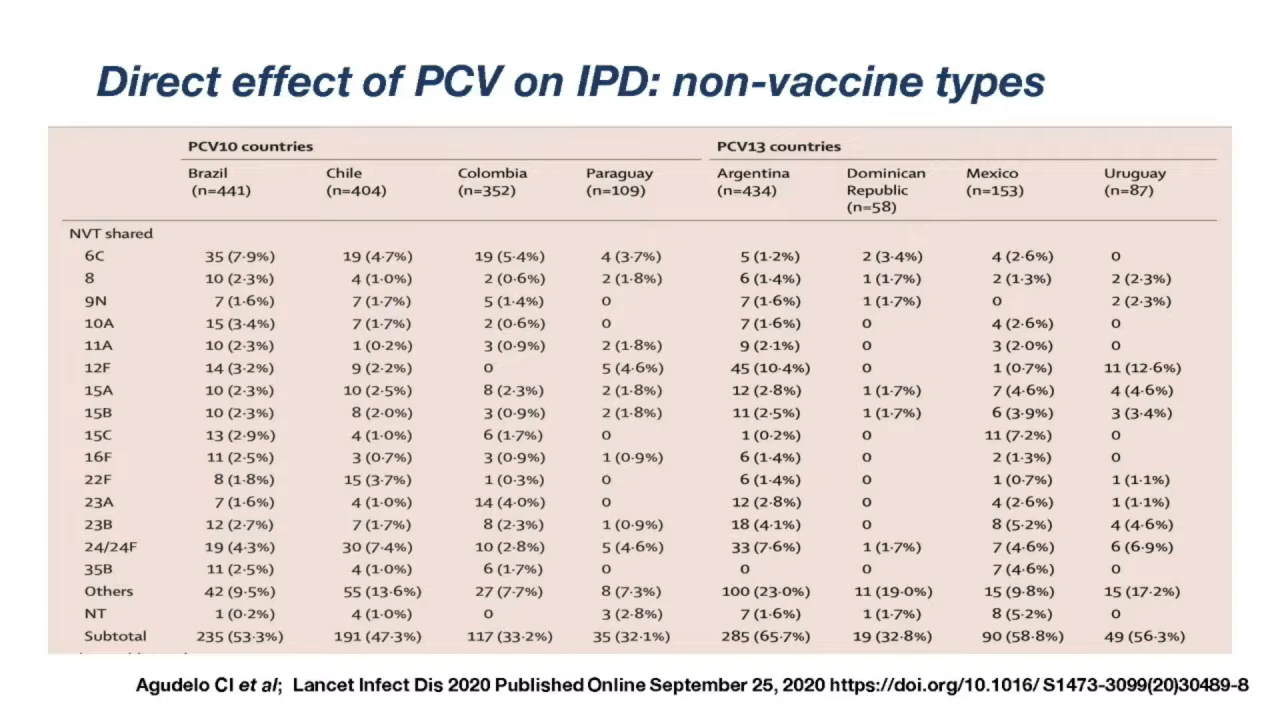 Direct effect of PCV on IPD: non-vaccine types
PCV10 countries PCV13 countries
Brazil Chile Colombia Paraguay Argentina Dominican Mexico Uruguay
(n=441) (n=404) (n=352) (n=109) (n=434) Republic (n=153) (n=87)
(n=58)
NVT shared
6C 35 (7·9%) 19 (4·7%) 19 (5·4%) 4 (3·7%) 5 (1·2%) 2 (3·4%) 4 (2·6%) 0
8 10 (2·3%) 4 (1·0%) 2 (0·6%) 2 (1·8%) 6 (1·4%) 1 (1·7%) 2 (1·3%) 2 (2·3%)
9N 7 (1·6%) 7 (1·7%) 5 (1·4%) 0 7 (1·6%) 1 (1·7%) 0 2 (2·3%)
10A 15 (3·4%) 7 (1·7%) 2 (0·6%) 0 7 (1·6%) 0 4 (2·6%) 0
11A 10 (2·3%) 1 (0·2%) 3 (0·9%) 2 (1·8%) 9 (2·1%) 0 3 (2·0%) 0
12F 14 (3·2%) 9 (2·2%) 0 5 (4·6%) 45 (10·4%) 0 1 (0·7%) 11 (12·6%)
15A 10 (2·3%) 10 (2·5%) 8 (2·3%) 2 (1·8%) 12 (2·8%) 1 (1·7%) 7 (4·6%) 4 (4·6%)
15B 10 (2·3%) 8 (2·0%) 3 (0·9%) 2 (1·8%) 11 (2·5%) 1 (1·7%) 6 (3·9%) 3 (3·4%)
15C 13 (2·9%) 4 (1·0%) 6 (1·7%) 0 1 (0·2%) 0 11 (7·2%) 0
16F 11 (2·5%) 3 (0·7%) 3 (0·9%) 1 (0·9%) 6 (1·4%) 0 2 (1·3%) 0
22F 8 (1·8%) 15 (3·7%) 1 (0·3%) 0 6 (1·4%) 0 1 (0·7%) 1 (1·1%)
23A 7 (1·6%) 4 (1·0%) 14 (4·0%) 0 12 (2·8%) 0 4 (2·6%) 1 (1·1%)
23B 12 (2·7%) 7 (1·7%) 8 (2·3%) 1 (0·9%) 18 (4·1%) 0 8 (5·2%) 4 (4·6%)
24/24F 19 (4·3%) 30 (7·4%) 10 (2·8%) 5 (4·6%) 33 (7·6%) 1 (1·7%) 7 (4·6%) 6 (6·9%)
35B 11 (2·5%) 4 (1·0%) 6 (1·7%) 0 0 0 7 (4·6%) 0
Others 42 (9·5%) 55 (13·6%) 27 (7·7%) 8 (7·3%) 100 (23·0%) 11 (19·0%) 15 (9·8%) 15 (17·2%)
NT 1 (0·2%) 4 (1·0%) 0 3 (2·8%) 7 (1·6%) 1 (1·7%) 8 (5·2%) 0
Subtotal 235 (53·3%) 191 (47·3%) 117 (33·2%) 35 (32·1%) 285 (65·7%) 19 (32·8%) 90 (58·8%) 49 (56·3%)
Agudelo CI et al; Lancet Infect Dis 2020 Published Online September 25, 2020 https://doi.org/10.1016/ S1473-3099(20)30489-8